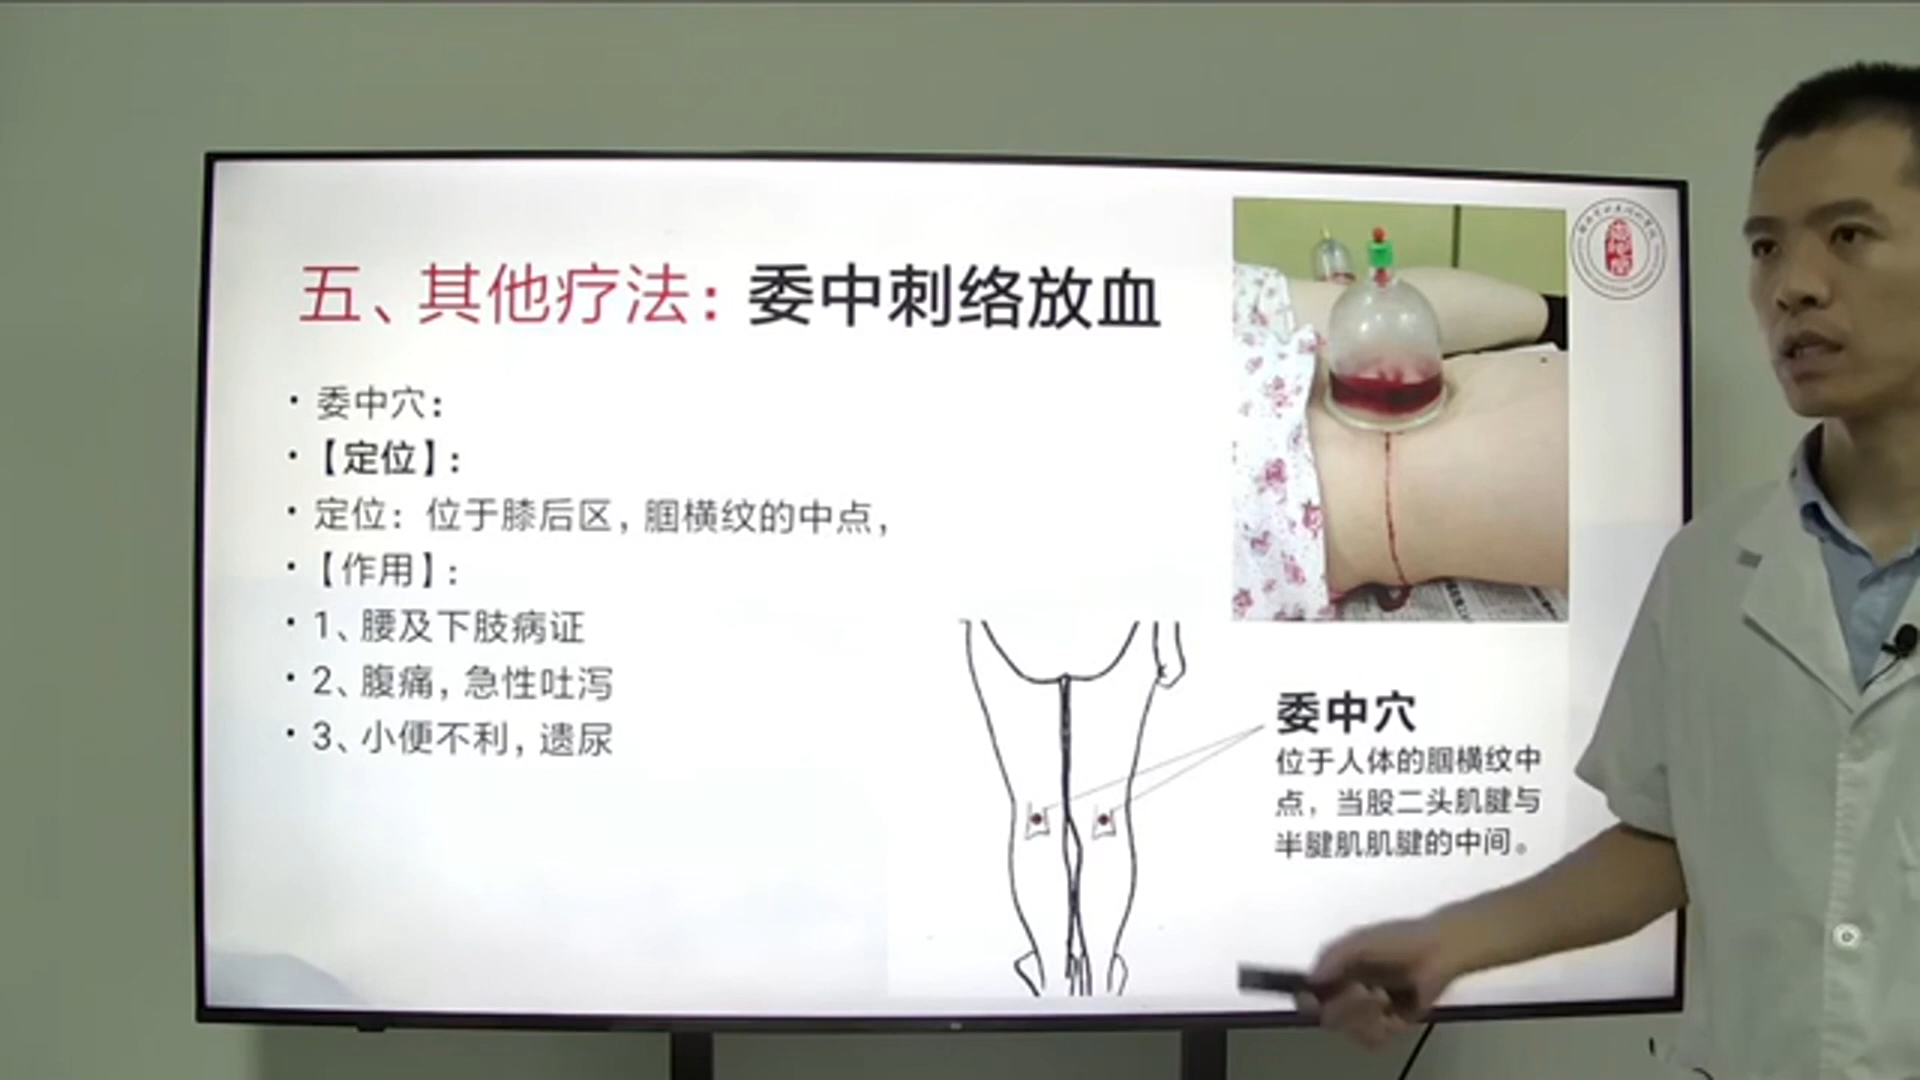 五、其他疗法：委中刺络放血
• 委中穴：
• 【定位】：
• 定位：位于膝后区，腘横纹的中点，
• 【作用】：
• 1、腰及下肢病证
• 2、腹痛，急性吐泻
• 3、小便不利，遗尿
委中穴
位于人体的腘横纹中
点，当股二头肌腱与
半腱肌肌腱的中间。